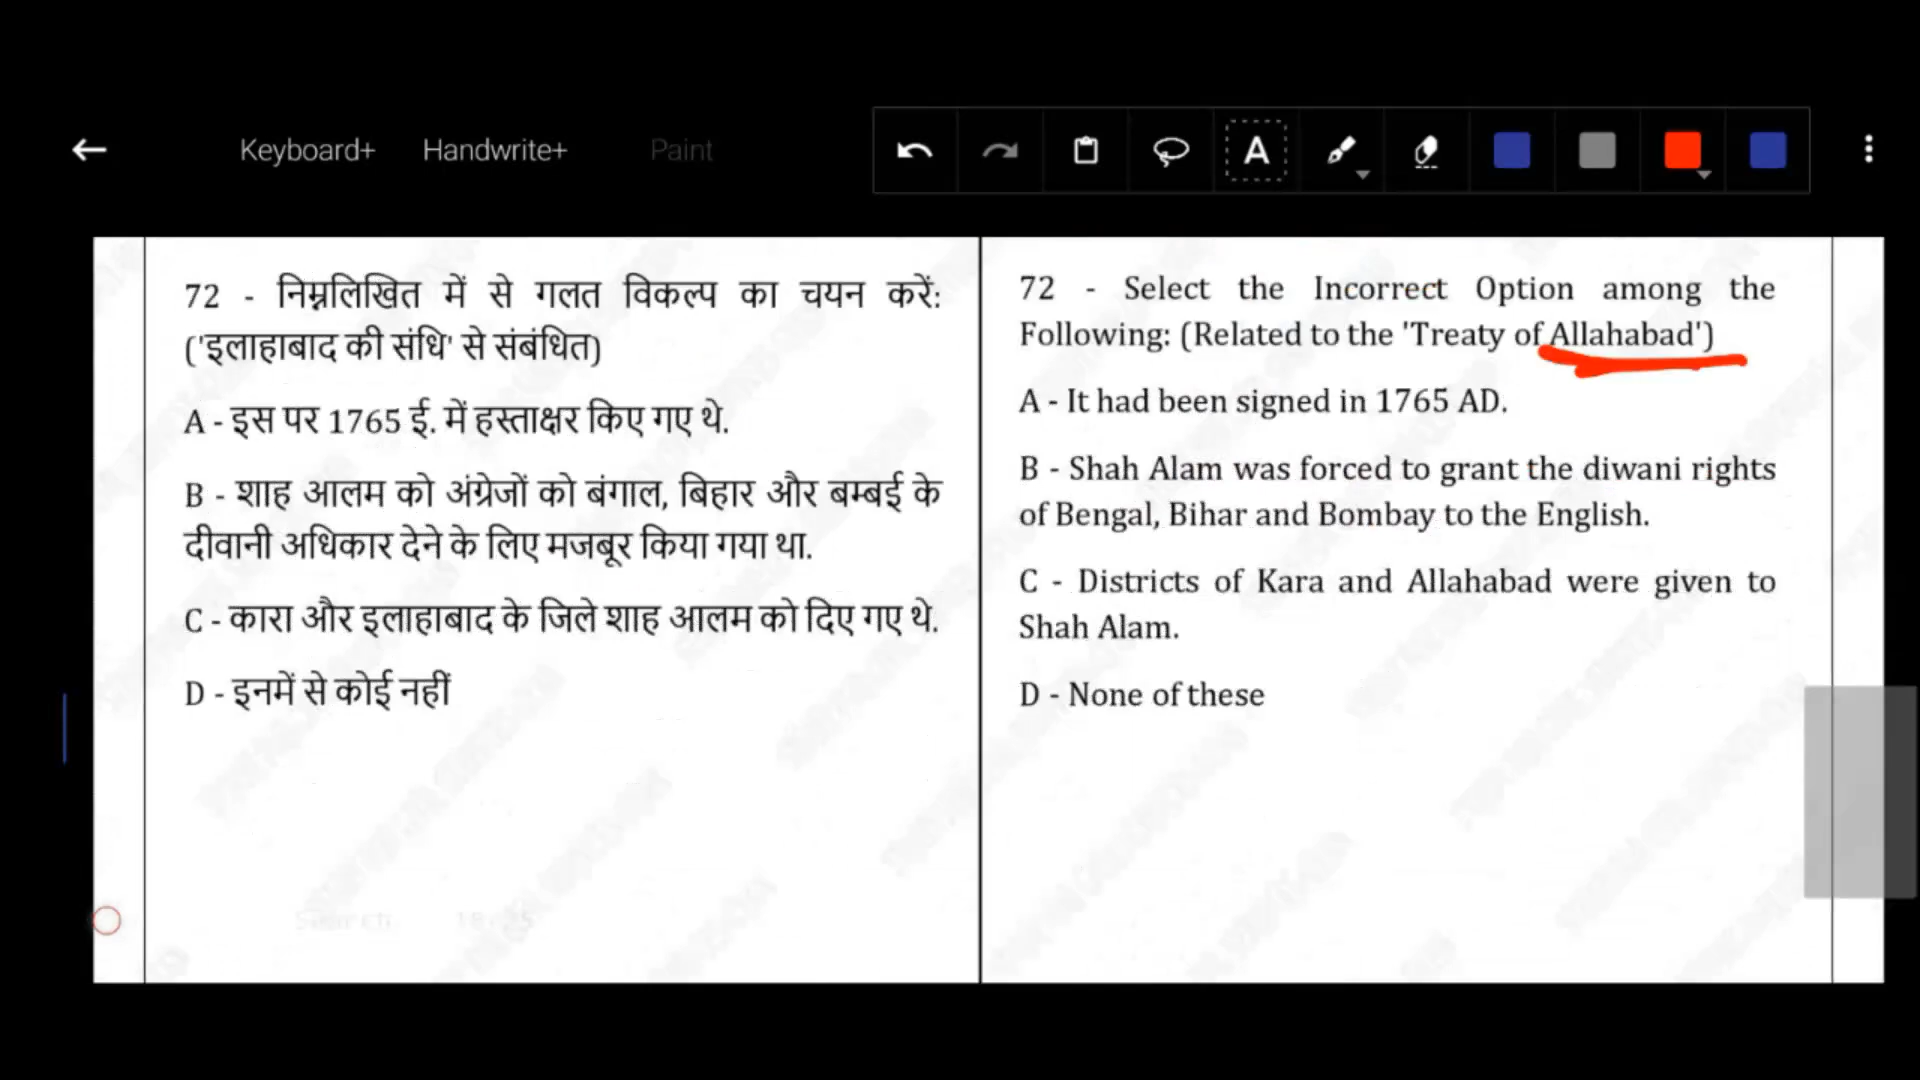 Keyboard+ Handwrite+ Paint A
72 - निम्नलिखित में से गलत विकल्प का चयन करें:
('इलाहाबाद की संधि' से संबंधित)
A - इस पर 1765 ई. में हस्ताक्षर किए गए थे.
B - शाह आलम को अंग्रेजों को बंगाल, बिहार और बम्बई के
दीवानी अधिकार देने के लिए मजबूर किया गया था.
C - कारा और इलाहाबाद के जिले शाह आलम को दिए गए थे.
D - इनमें से कोई नहीं
72 - Select the Incorrect Option among the
Following: (Related to the 'Treaty of Allahabad')
A - It had been signed in 1765 AD.
B - Shah Alam was forced to grant the diwani rights
of Bengal, Bihar and Bombay to the English.
C - Districts of Kara and Allahabad were given to
Shah Alam.
D - None of these